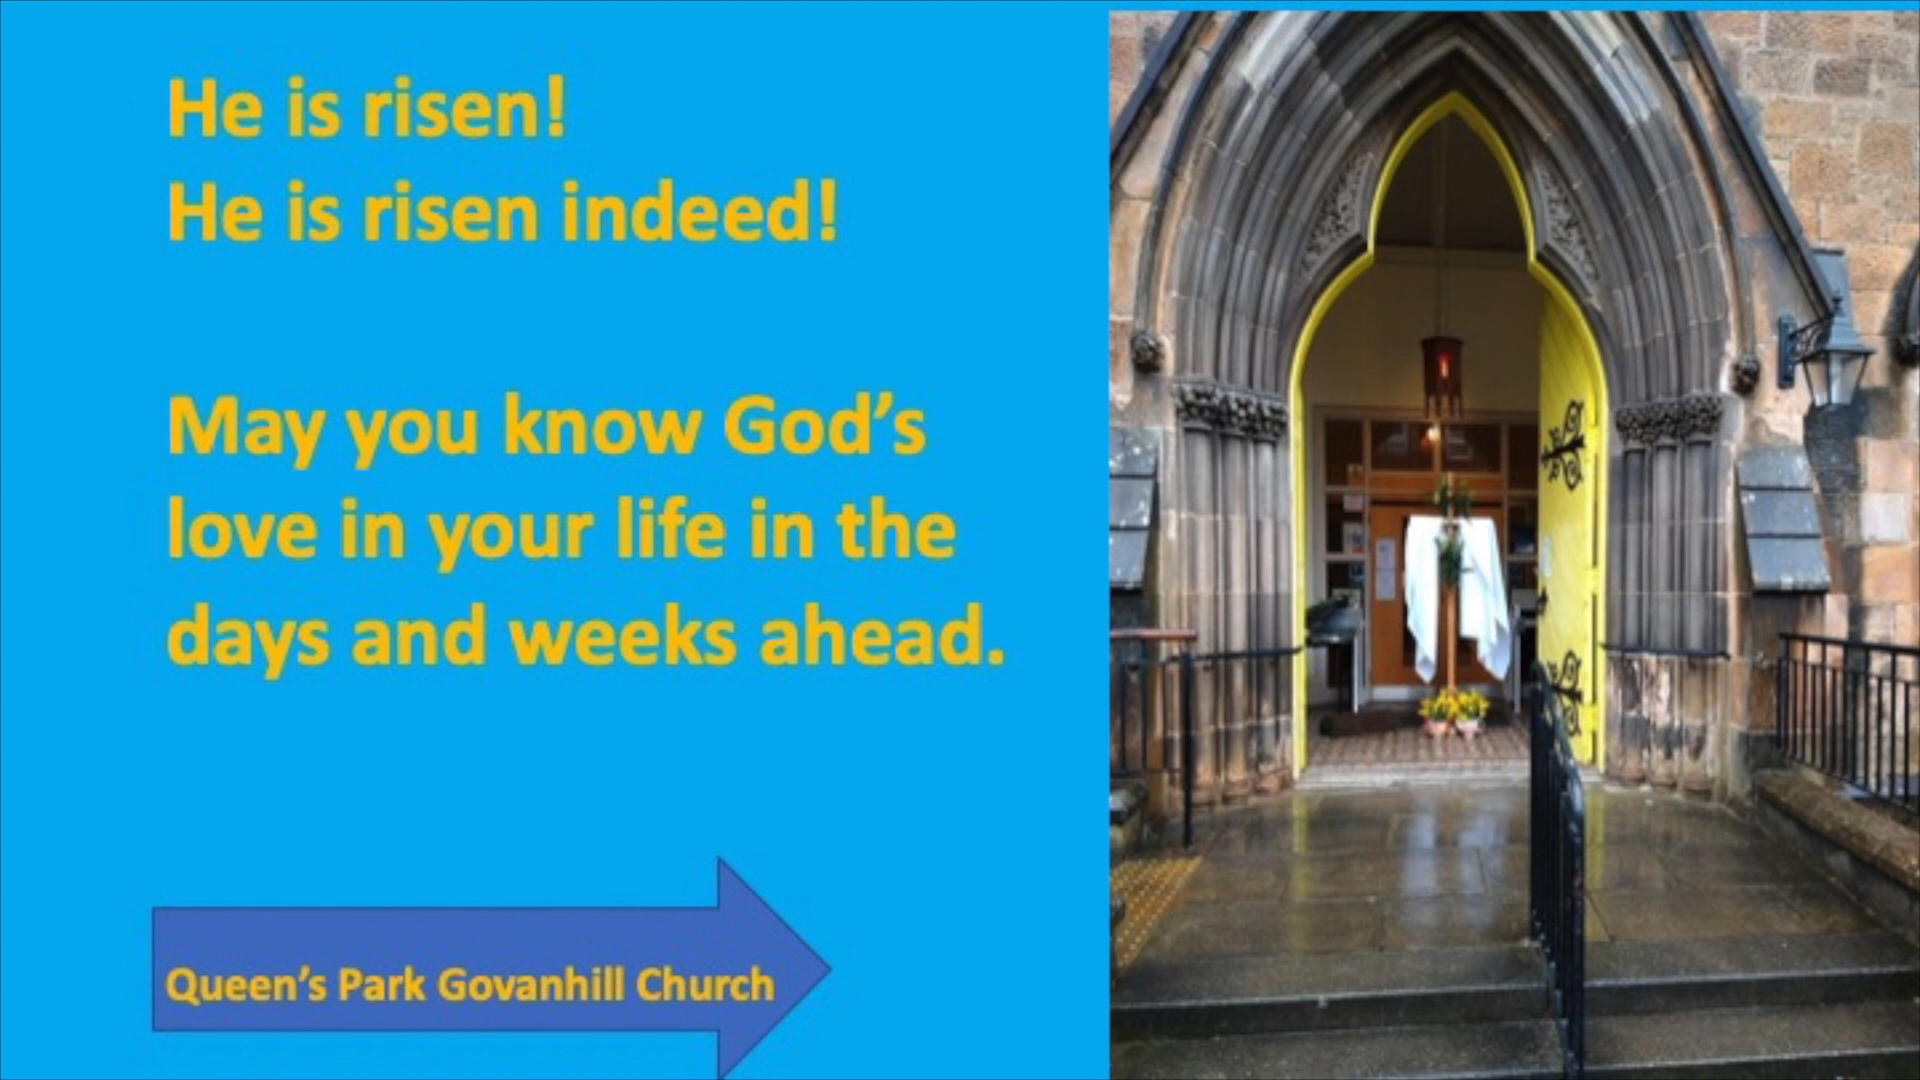 He is risen!
He is risen indeed!
May you know God’s
love in your life in the
days and weeks ahead.
Queen’s Park Govanhill Church